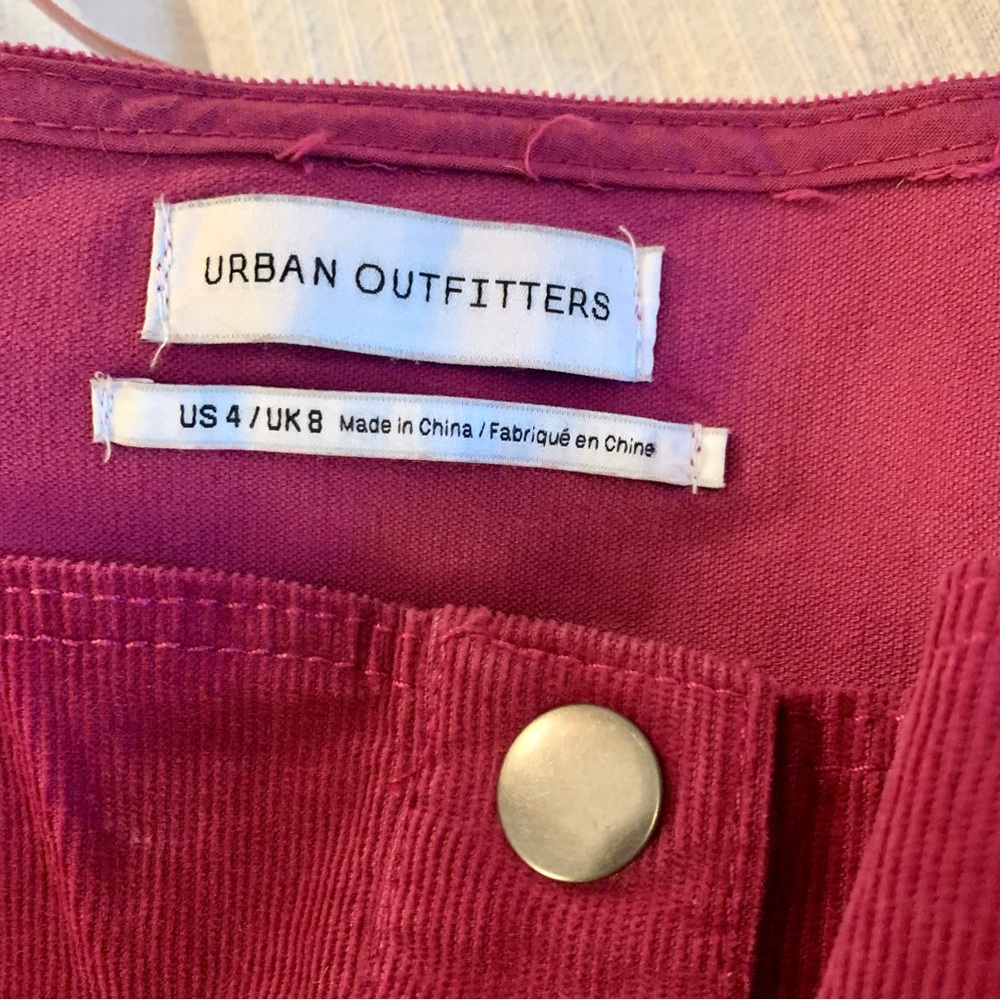 URBAN OUTFITTERS
US 4 / UK 8 Made in China / Fabriqué en Chine